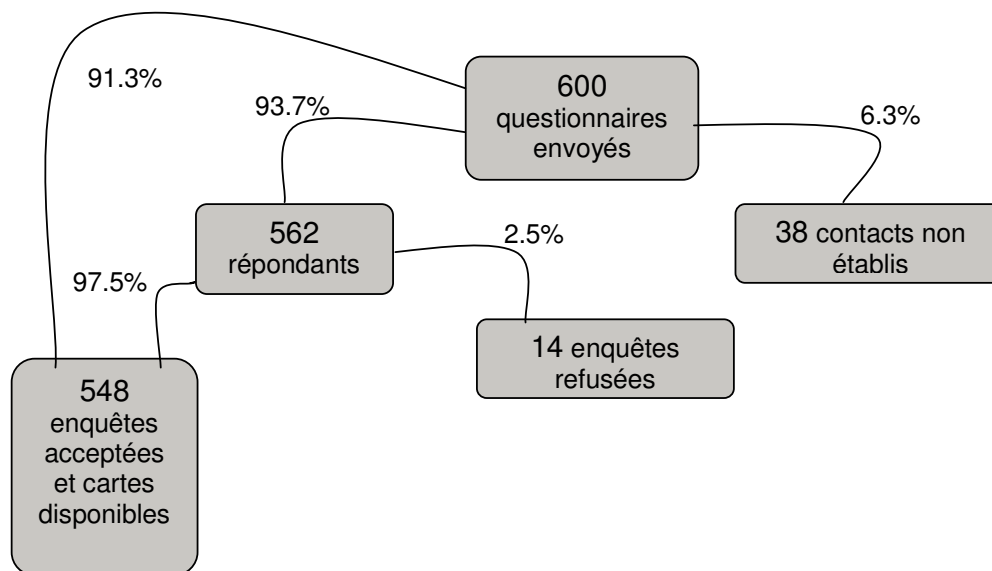 91.3%
600
questionnaires
envoyés
93.7%
6.3%
562
répondants
2.5%
38 contacts non
établis
97.5%
14 enquêtes
refusées
548
enquêtes
acceptées
et cartes
disponibles